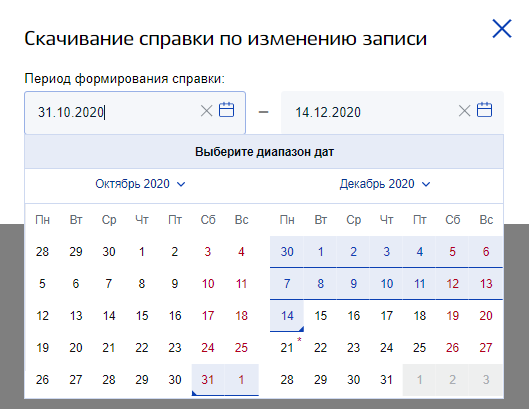 Скачивание справки по изменению записи
Период формирования справки:
31.10.2020 – 14.12.2020
Выберите диапазон дат
Октябрь 2020 Декабрь 2020
Пн Вт Ср Чт Пт Сб Вс Пн Вт Ср Чт Пт Сб Вс
28 29 30 1 2 3 4 30 1 2 3 4 5 6
5 6 7 8 9 10 11 7 8 9 10 11 12 13
12 13 14 15 16 17 18 14 15 16 17 18 19 20
19 20 21 22 23 24 25 21* 22 23 24 25 26 27
26 27 28 29 30 31 1 28 29 30 31 1 2 3